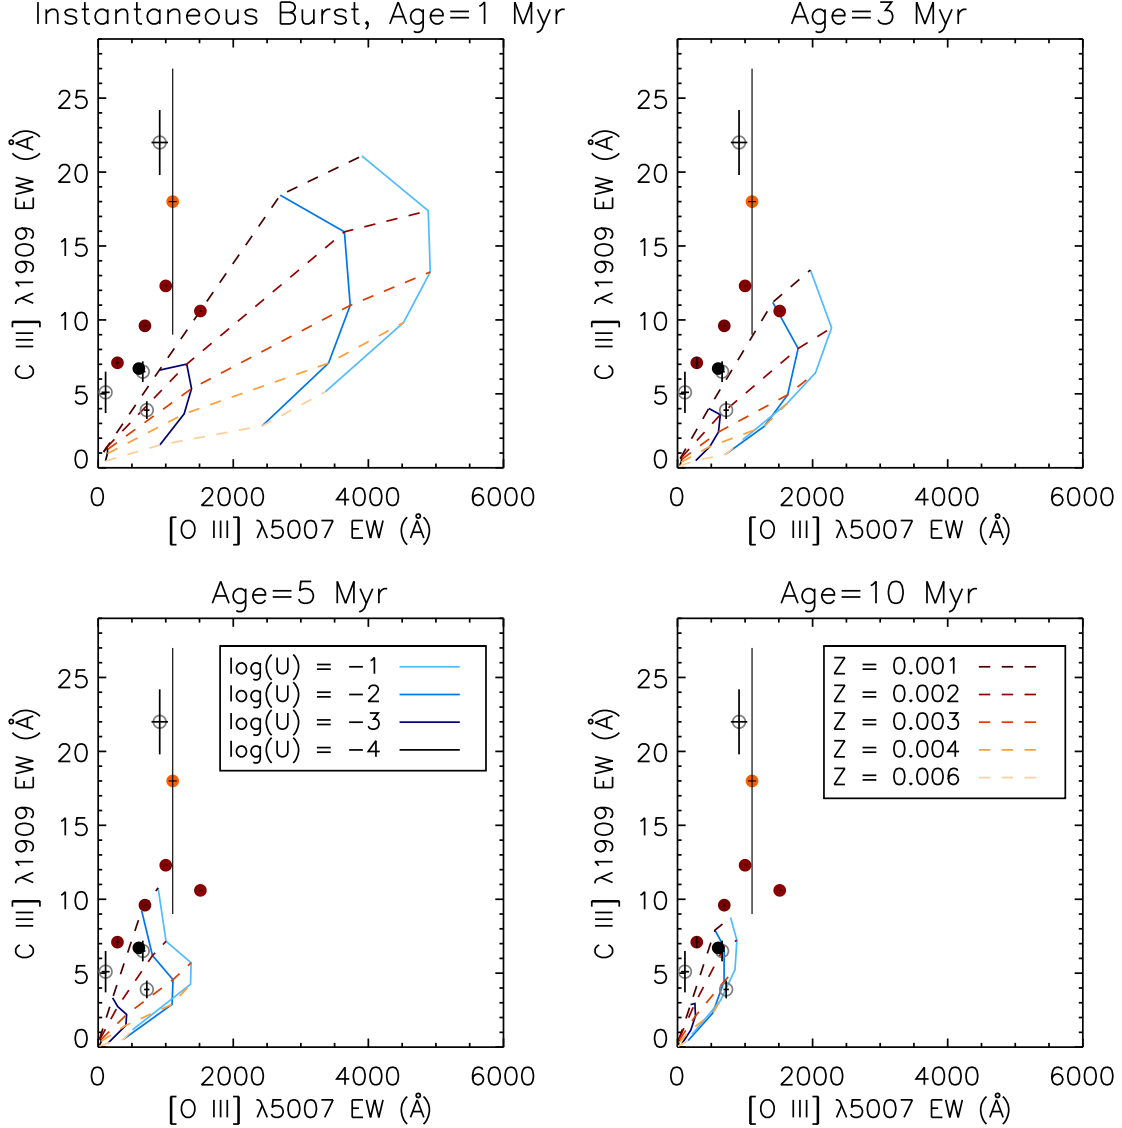 Instantaneous Burst, Age=1 Myr
C III] λ1909 EW (Å)
25
20
15
10
5
0
0 2000 4000 6000
[O III] λ5007 EW (Å)
Age=3 Myr
C III] λ1909 EW (Å)
25
20
15
10
5
0
0 2000 4000 6000
[O III] λ5007 EW (Å)
Age=5 Myr
C III] λ1909 EW (Å)
25
20
15
10
5
0
log(U) = −1
log(U) = −2
log(U) = −3
log(U) = −4
0 2000 4000 6000
[O III] λ5007 EW (Å)
Age=10 Myr
C III] λ1909 EW (Å)
25
20
15
10
5
0
Z = 0.001
Z = 0.002
Z = 0.003
Z = 0.004
Z = 0.006
0 2000 4000 6000
[O III] λ5007 EW (Å)